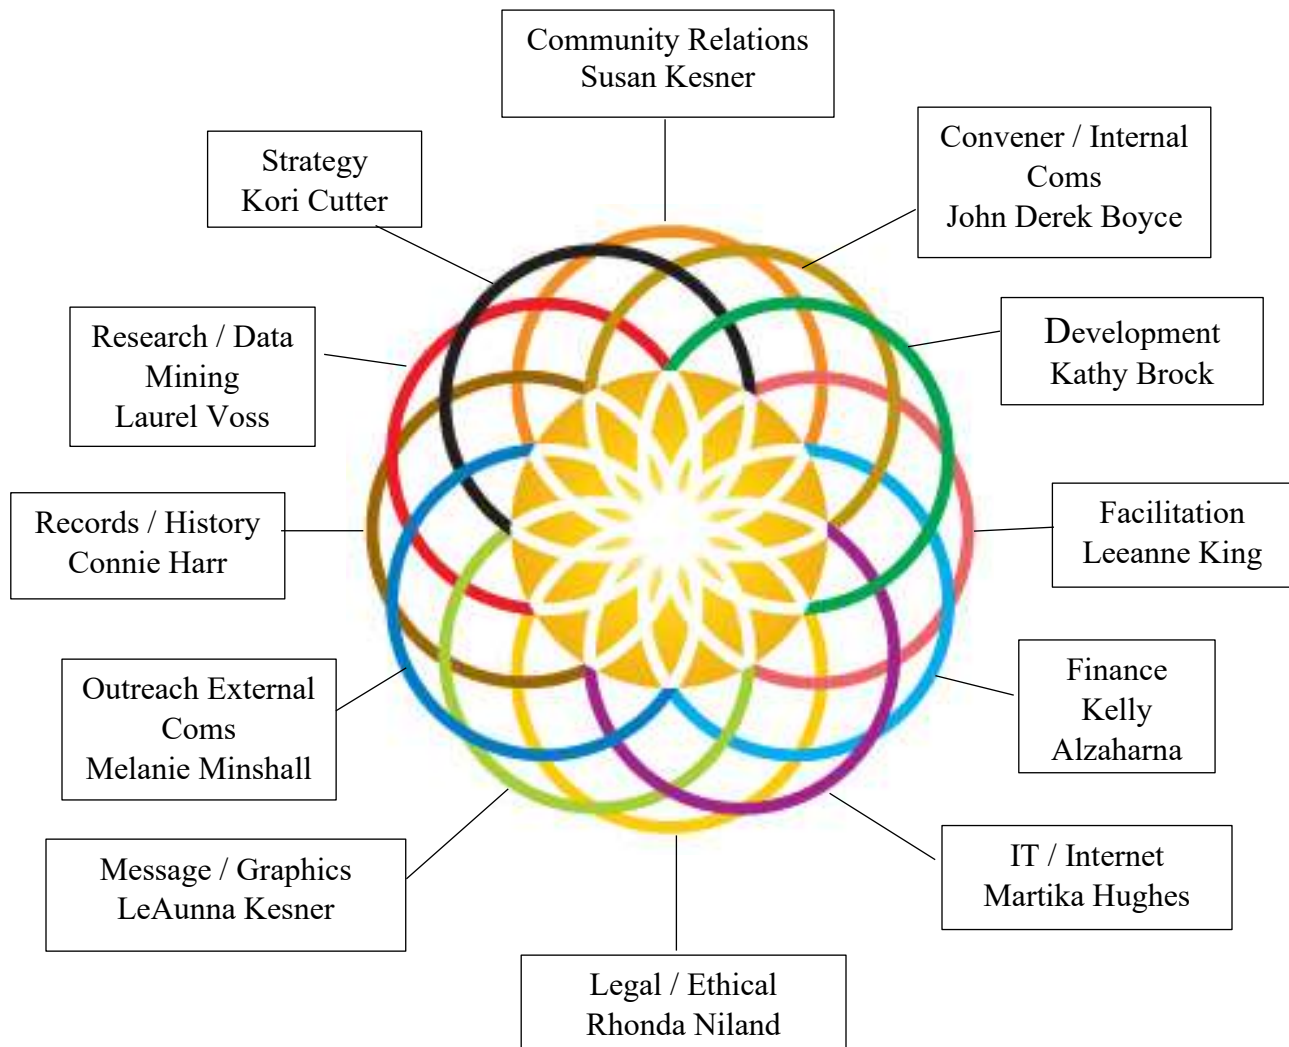 Community Relations
Susan Kesner
Convener / Internal
Coms
John Derek Boyce
Strategy
Kori Cutter
Development
Kathy Brock
Research / Data
Mining
Laurel Voss
Facilitation
Leeanne King
Records / History
Connie Harr
Finance
Kelly
Alzaharna
Outreach External
Coms
Melanie Minshall
IT / Internet
Martika Hughes
Message / Graphics
LeAunna Kesner
Legal / Ethical
Rhonda Niland